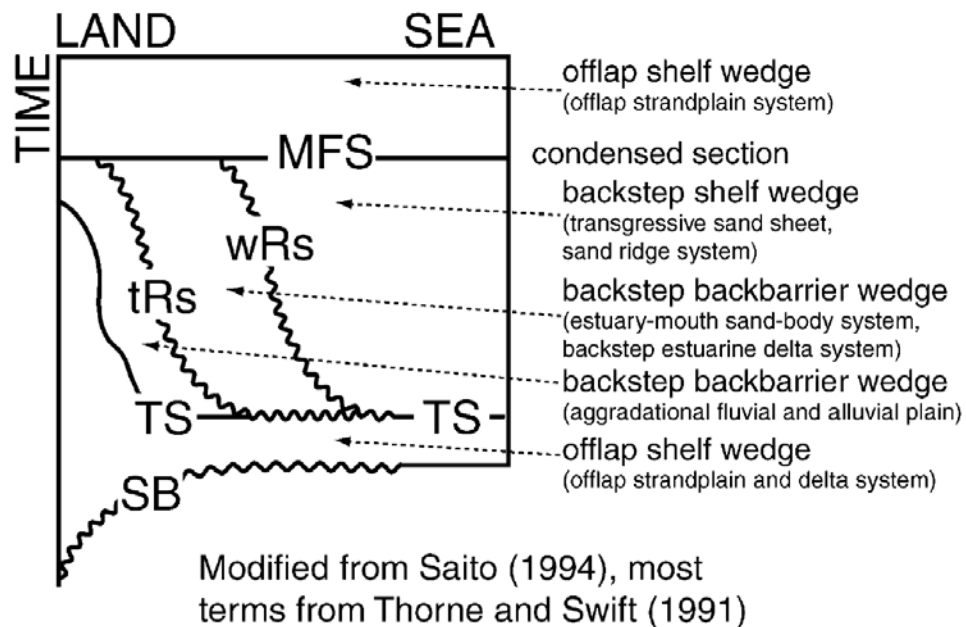 LAND
SEA
TIME
offlap shelf wedge
(offlap strandplain system)
MFS
condensed section
backstep shelf wedge
(transgressive sand sheet,
sand ridge system)
wRs
tRs
backstep backbarrier wedge
(estuary-mouth sand-body system,
backstep estuarine delta system)
backstep backbarrier wedge
(aggradational fluvial and alluvial plain)
TS
TS
offlap shelf wedge
(offlap strandplain and delta system)
SB
Modified from Saito (1994), most
terms from Thorne and Swift (1991)